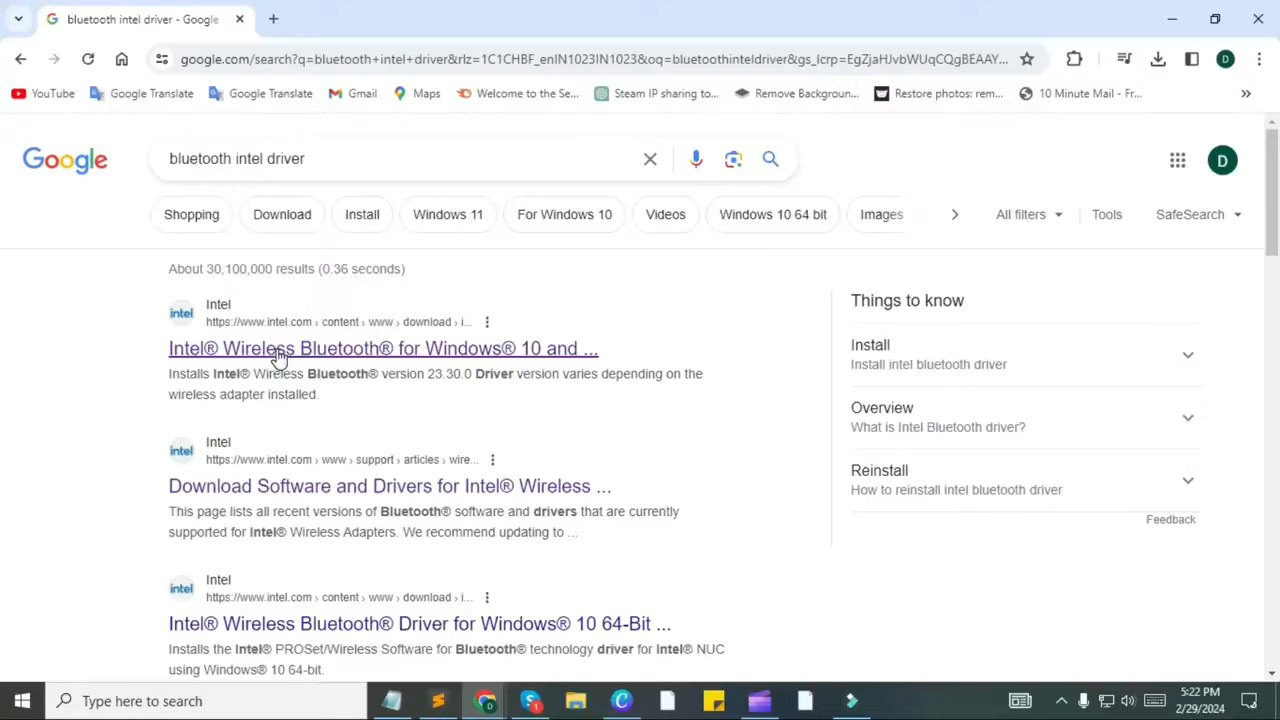 bluetooth intel driver - Google
google.com/search?q=bluetooth+intel+driver&rlz=1C1CHBF_enIN1023IN1023&oq=bluetoothinteldriver&gs_lcrp=EgZjaHJvbWUqCQgBEAAY...
D
YouTube
Google Translate
Google Translate
Gmail
Maps
Welcome to the Se...
Steam IP sharing to...
Remove Background...
Restore photos: rem...
10 Minute Mail - Fr...
Google
bluetooth intel driver
D
Shopping
Download
Install
Windows 11
For Windows 10
Videos
Windows 10 64 bit
Images
All filters
Tools
SafeSearch
About 30,100,000 results (0.36 seconds)
intel
Intel
https://www.intel.com › content › www › download › i...
Intel® Wireless Bluetooth® for Windows® 10 and ...
Installs Intel® Wireless Bluetooth® version 23.30.0 Driver version varies depending on the
wireless adapter installed.
intel
Intel
https://www.intel.com › www › support › articles › wire...
Download Software and Drivers for Intel® Wireless ...
This page lists all recent versions of Bluetooth® software and drivers that are currently
supported for Intel® Wireless Adapters. We recommend updating to ...
intel
Intel
https://www.intel.com › content › www › download › i...
Intel® Wireless Bluetooth® Driver for Windows® 10 64-Bit ...
Installs the Intel® PROSet/Wireless Software for Bluetooth® technology driver for Intel® NUC
using Windows® 10 64-bit.
Things to know
Install
Install intel bluetooth driver
Overview
What is Intel Bluetooth driver?
Reinstall
How to reinstall intel bluetooth driver
Feedback
Type here to search
5:22 PM
2/29/2024